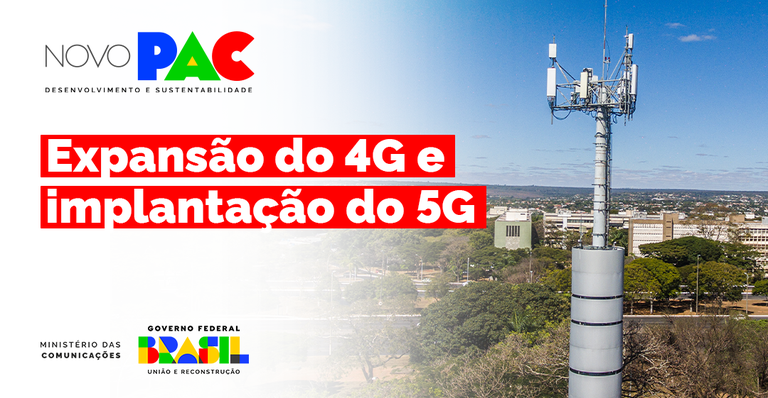 NOVO PAC
DESENVOLVIMENTO E SUSTENTABILIDADE
Expansão do 4G e
implantação do 5G
MINISTÉRIO DAS
COMUNICAÇÕES
GOVERNO FEDERAL
BRASIL
UNIÃO E RECONSTRUÇÃO